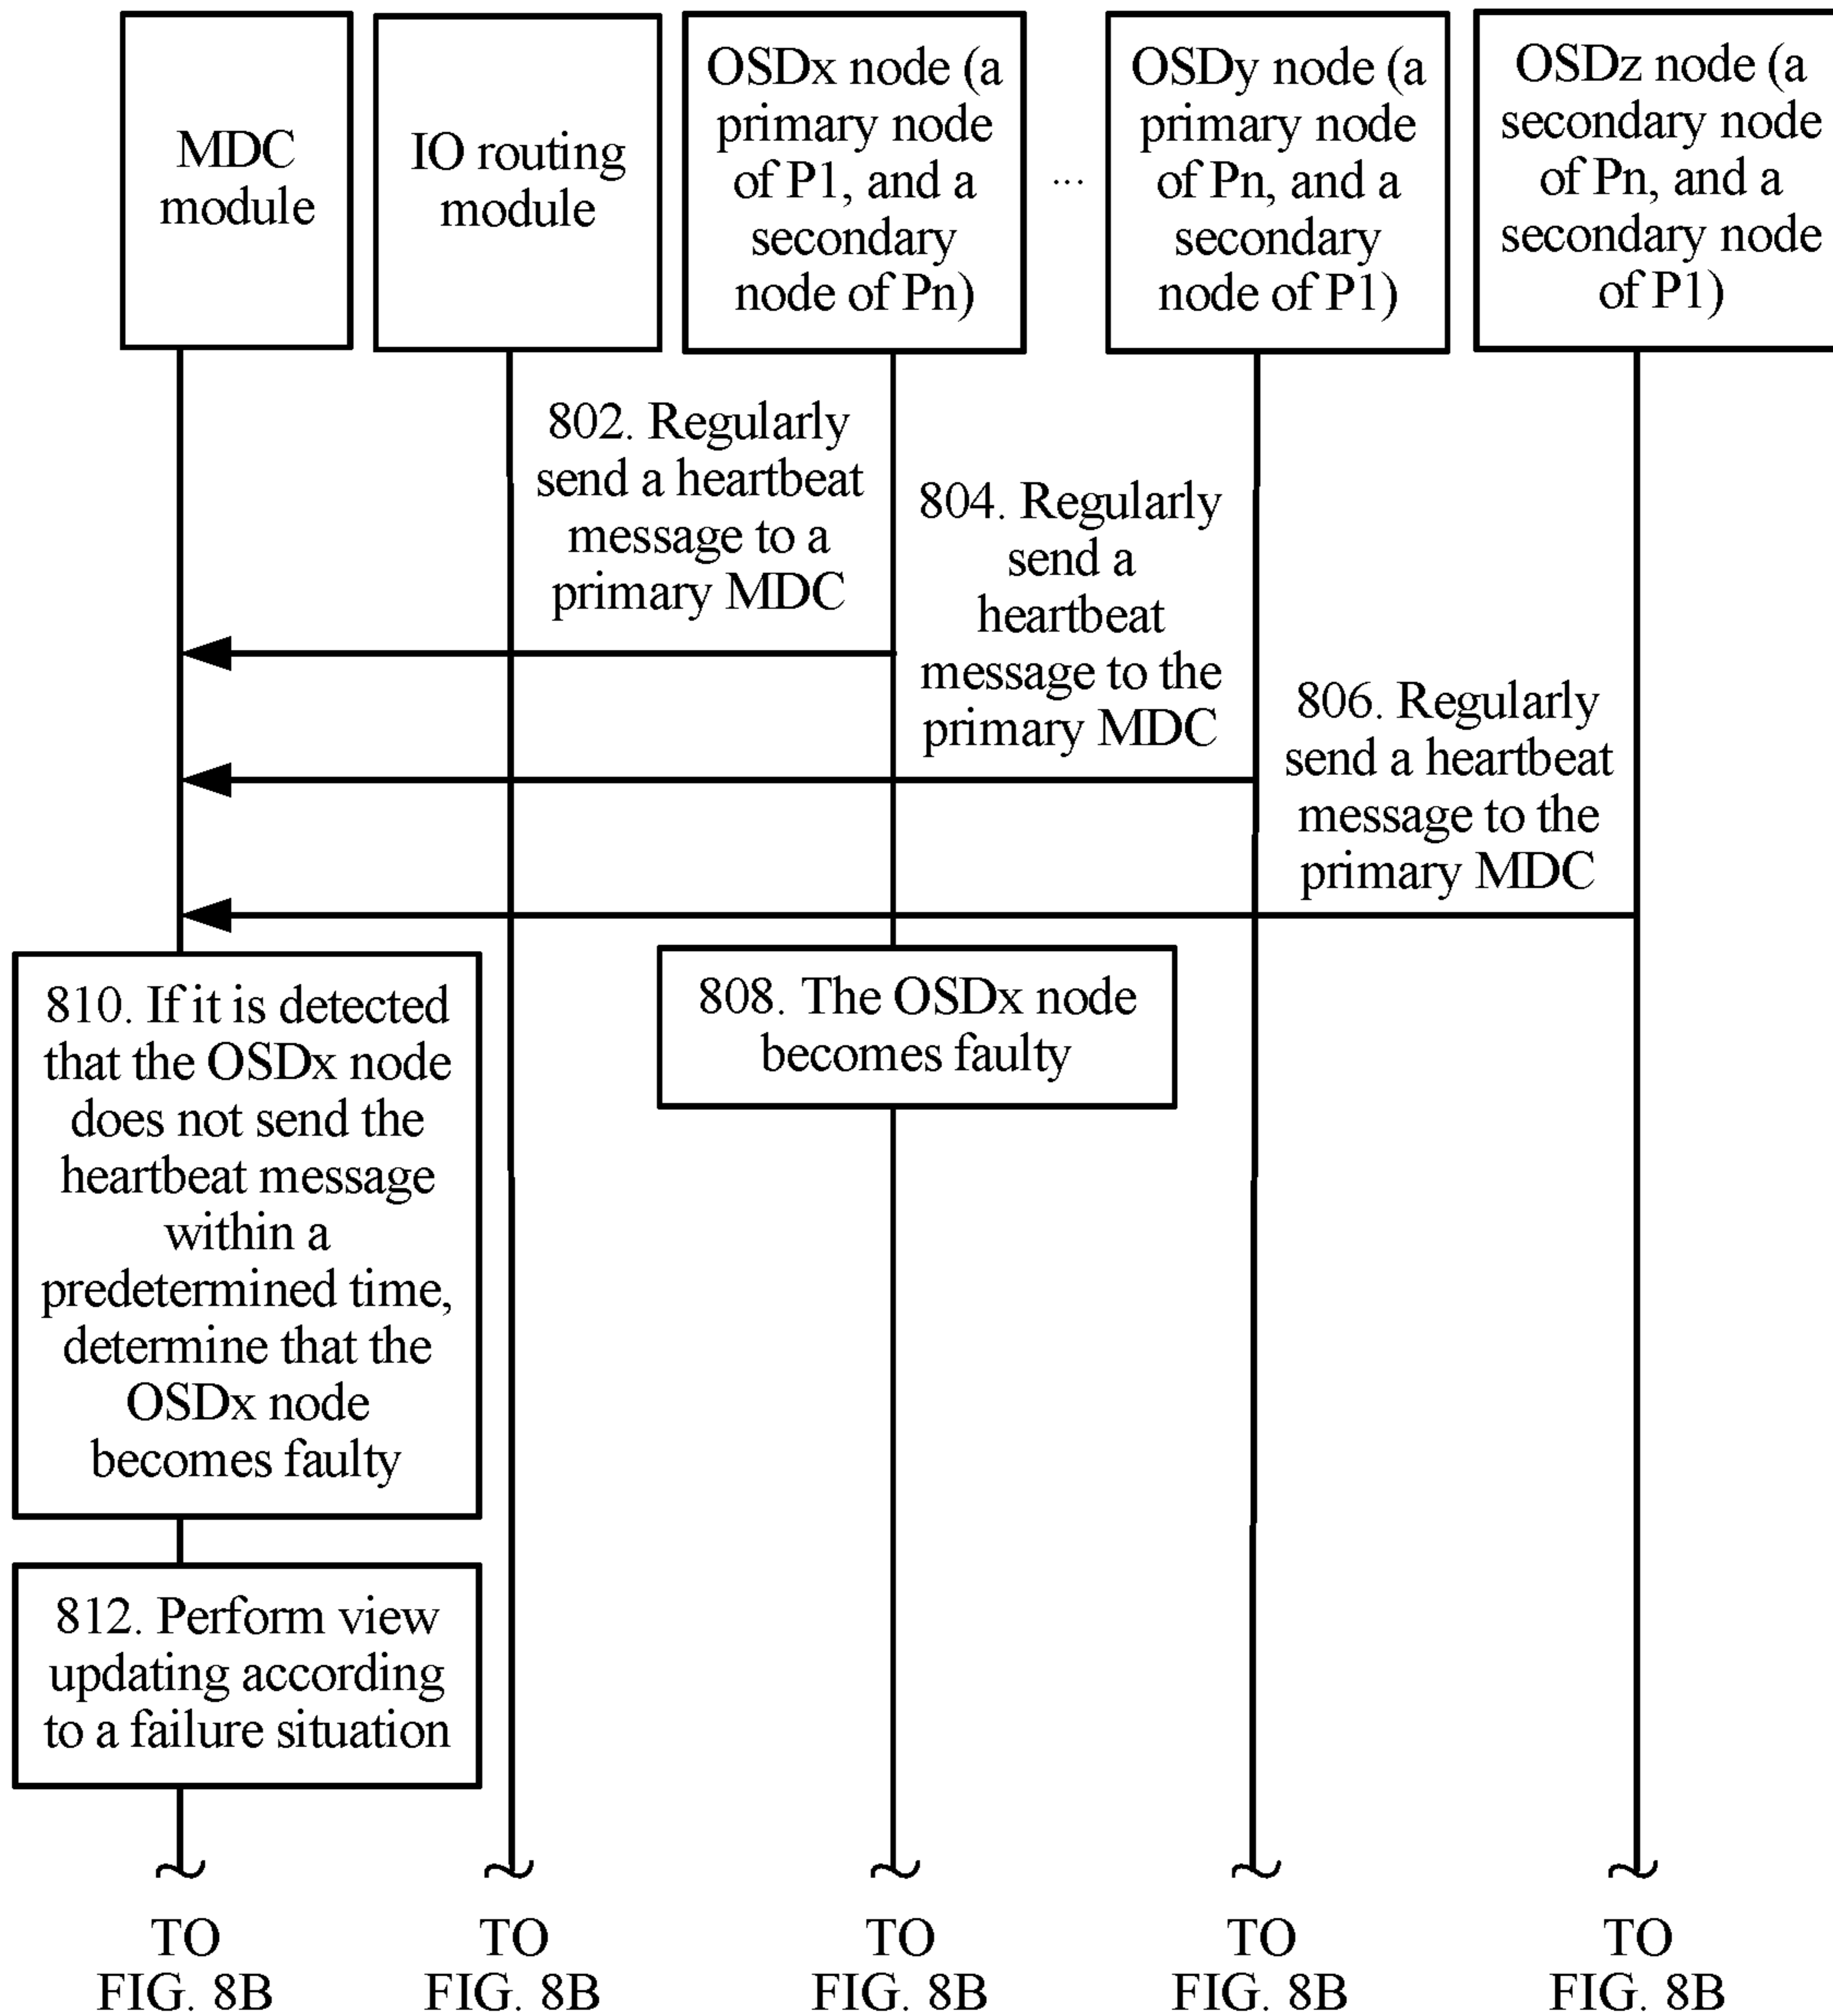 MDC
module
IO routing
module
OSDx node (a
primary node
of P1, and a
secondary
node of Pn)
...
OSDy node (a
primary node
of Pn, and a
secondary
node of P1)
OSDz node (a
secondary node
of Pn, and a
secondary node
of P1)
802. Regularly
send a heartbeat
message to a
primary MDC
804. Regularly
send a
heartbeat
message to the
primary MDC
806. Regularly
send a heartbeat
message to the
primary MDC
808. The OSDx node
becomes faulty
810. If it is detected
that the OSDx node
does not send the
heartbeat message
within a
predetermined time,
determine that the
OSDx node
becomes faulty
812. Perform view
updating according
to a failure situation
TO
FIG. 8B
TO
FIG. 8B
TO
FIG. 8B
TO
FIG. 8B
TO
FIG. 8B